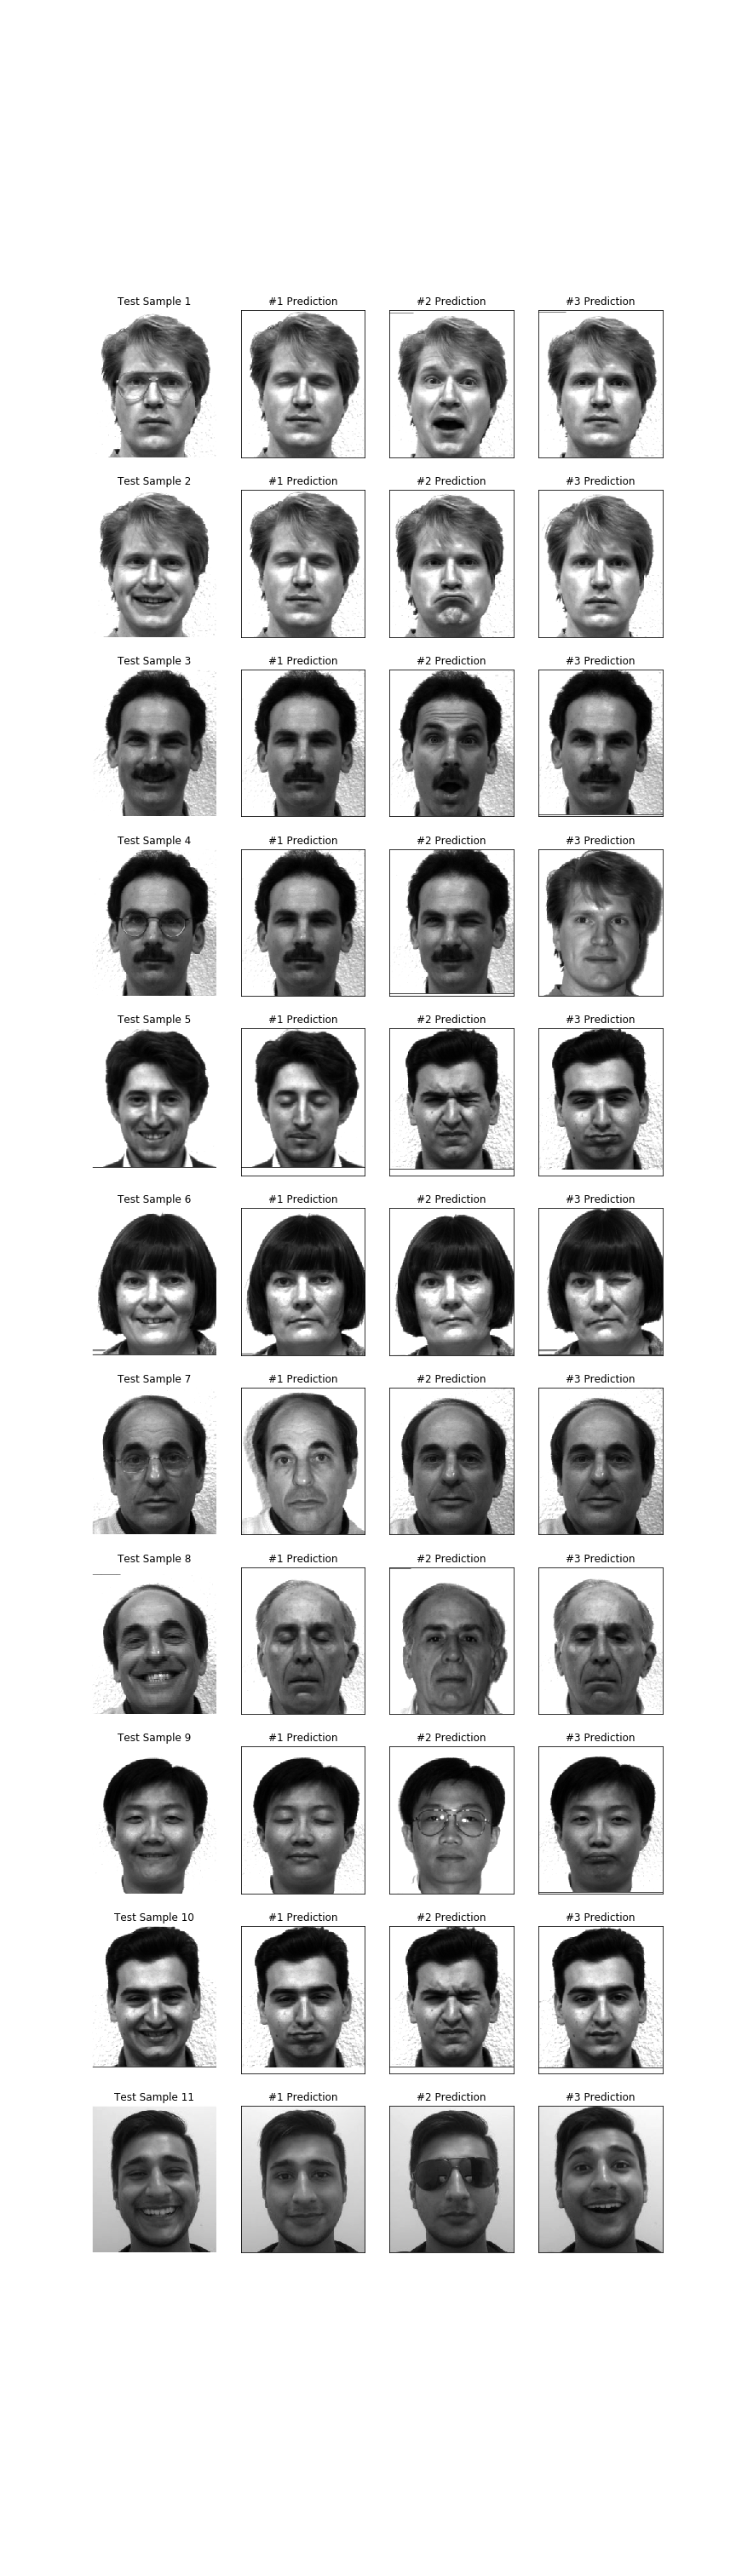 Test Sample 1 #1 Prediction #2 Prediction #3 Prediction
Test Sample 2 #1 Prediction #2 Prediction #3 Prediction
Test Sample 3 #1 Prediction #2 Prediction #3 Prediction
Test Sample 4 #1 Prediction #2 Prediction #3 Prediction
Test Sample 5 #1 Prediction #2 Prediction #3 Prediction
Test Sample 6 #1 Prediction #2 Prediction #3 Prediction
Test Sample 7 #1 Prediction #2 Prediction #3 Prediction
Test Sample 8 #1 Prediction #2 Prediction #3 Prediction
Test Sample 9 #1 Prediction #2 Prediction #3 Prediction
Test Sample 10 #1 Prediction #2 Prediction #3 Prediction
Test Sample 11 #1 Prediction #2 Prediction #3 Prediction